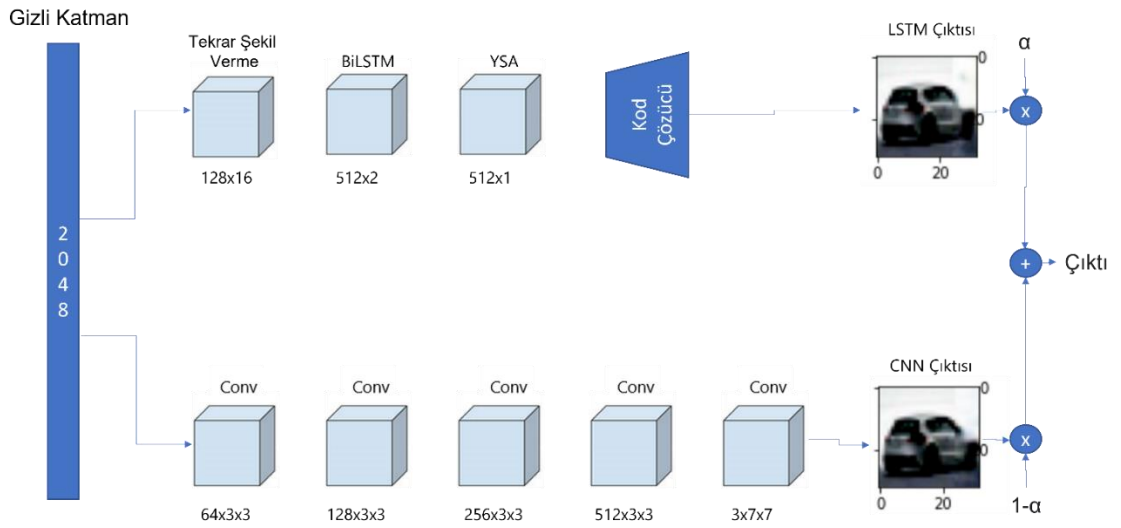 Gizli Katman
2
0
4
8
Tekrar Şekil
Verme
128x16
BiLSTM
512x2
YSA
512x1
Kod
Çözücü
LSTM Çıktısı
0
0
0
20
α
x
+
Çıktı
Conv
64x3x3
Conv
128x3x3
Conv
256x3x3
Conv
512x3x3
Conv
3x7x7
CNN Çıktısı
0
0
0
20
x
1-α